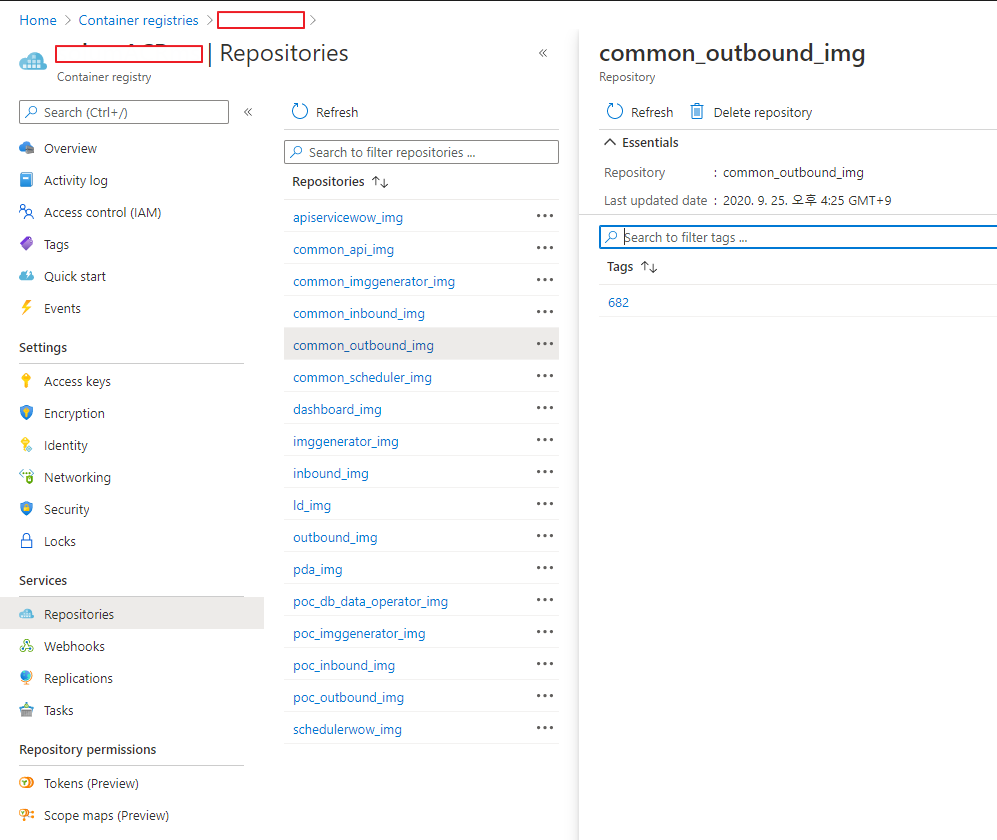 Home > Container registries > >
| Repositories
Container registry
«
Search (Ctrl+/)
«
Overview
Activity log
Access control (IAM)
Tags
Quick start
Events
Settings
Access keys
Encryption
Identity
Networking
Security
Locks
Services
Repositories
Webhooks
Replications
Tasks
Repository permissions
Tokens (Preview)
Scope maps (Preview)
Refresh
Search to filter repositories ...
Repositories ↑↓
apiservicewow_img
common_api_img
common_imggenerator_img
common_inbound_img
common_outbound_img
common_scheduler_img
dashboard_img
imggenerator_img
inbound_img
ld_img
outbound_img
pda_img
poc_db_data_operator_img
poc_imggenerator_img
poc_inbound_img
poc_outbound_img
schedulerwow_img
common_outbound_img
Repository
Refresh Delete repository
Essentials
Repository : common_outbound_img
Last updated date : 2020. 9. 25. 오후 4:25 GMT+9
Search to filter tags ...
Tags ↑↓
682